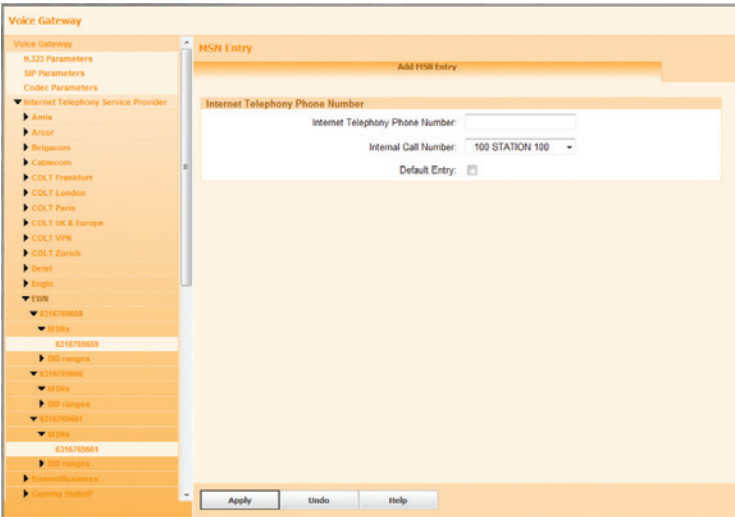 Voice Gateway
Voice Gateway
H.323 Parameters
SIP Parameters
Codec Parameters
Internet Telephony Service Provider
Amis
Arcor
Belgacom
Cablecom
COLT Frankfurt
COLT London
COLT Paris
COLT UK & Europe
COLT VPN
COLT Zürich
Detel
Engin
EWN
6316769659
MSNs
6316769659
DID ranges
6316769660
MSNs
DID ranges
6316769661
MSNs
6316769661
DID ranges
freenetBusiness
Gamma StaticIP
MSN Entry
Add MSN Entry
Internet Telephony Phone Number
Internet Telephony Phone Number:
Internal Call Number: 100 STATION 100
Default Entry:
Apply Undo Help